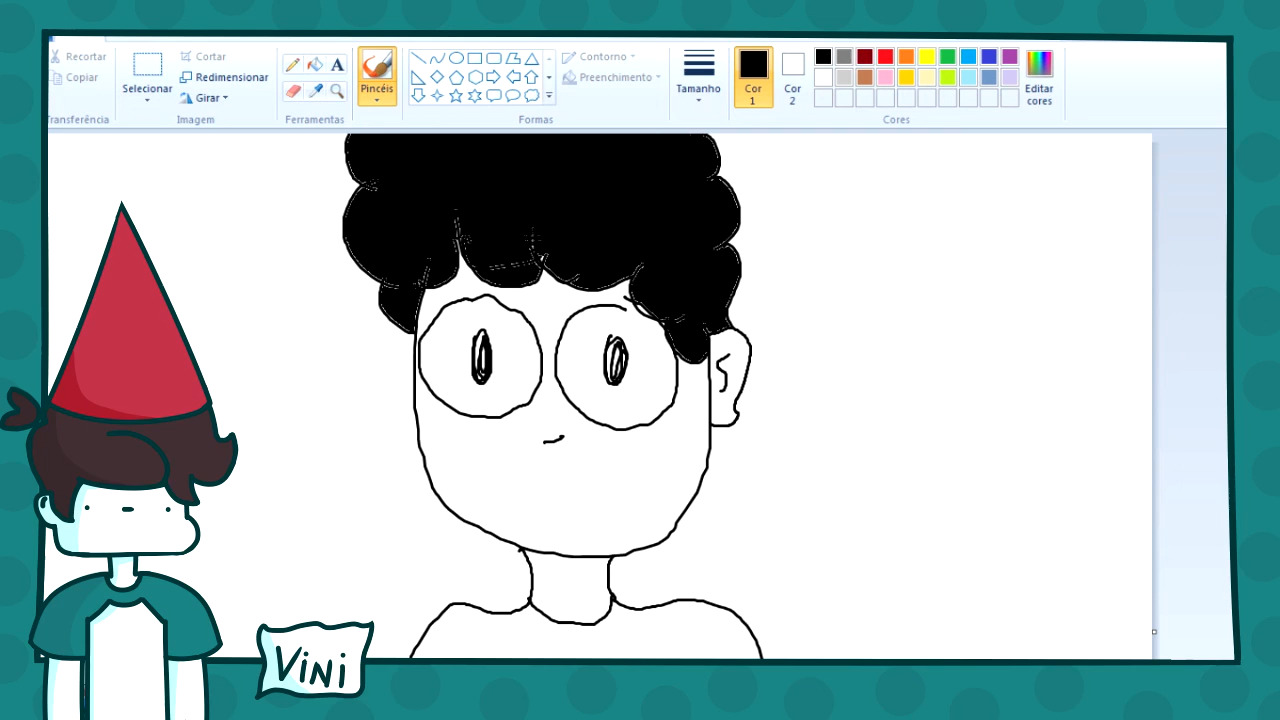 Recortar
Copiar
Transferência
Selecionar
Cortar
Redimensionar
Girar
Imagem
A
Ferramentas
Pincéis
Formas
Contorno
Preenchimento
Tamanho
Cor
1
Cor
2
Editar
cores
Cores
Vini